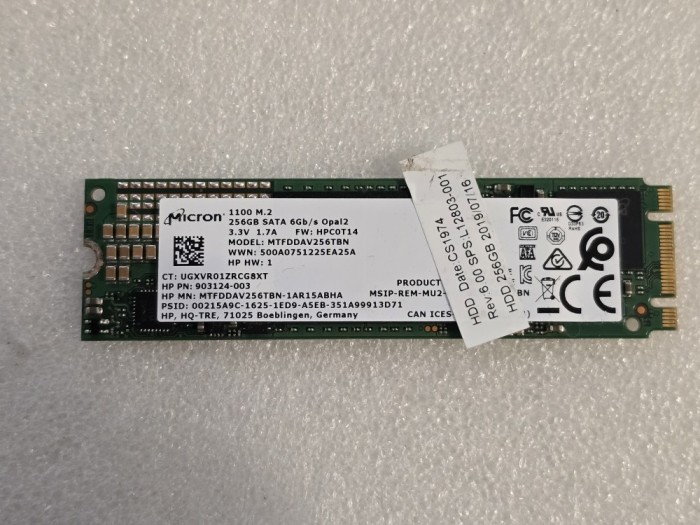 Micron
1100 M.2
256GB SATA 6Gb/s Opal2
3.3V 1.7A FW: HPC0T14
MODEL: MTFDDAV256TBN
WWN: 500A0751225EA25A
HP HW: 1
CT: UGXVR01ZRCG8XT
HP PN: 903124-003
HP MN: MTFDDAV256TBN-1AR15ABHA
PSID: 00215A9C-1625-1ED9-A5EB-351A99913D71
HP, HQ-TRE, 71025 Boeblingen, Germany
PRODUCT
MSIP-REM-MU2-
BN
CAN ICES
FC
20
CE
HDD Date:CS1974
Rev.6.00 SPS.L12803-001
HDD 256GB 2019/07/16